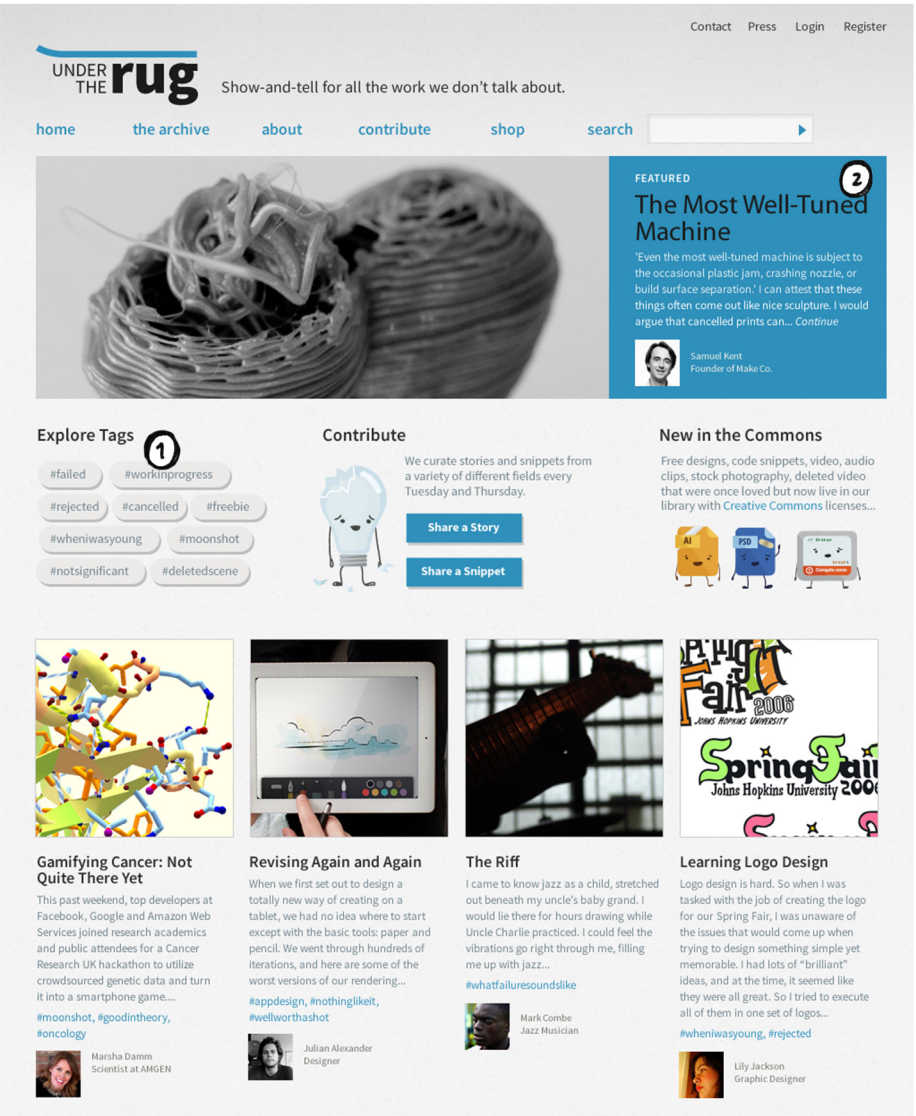 Contact Press Login Register
UNDER
THE rug
Show-and-tell for all the work we don't talk about.
home the archive about contribute shop search
FEATURED
2
The Most Well-Tuned
Machine
'Even the most well-tuned machine is subject to
the occasional plastic jam, crashing nozzle, or
build surface separation.' I can attest that these
things often come out like nice sculpture. I would
argue that cancelled prints can... Continue
Samuel Kent
Founder of Make Co.
Explore Tags
1
#failed #workinprogress
#rejected #cancelled #freebie
#wheniwasyoung #moonshot
#notsignificant #deletedscene
Contribute
We curate stories and snippets from
a variety of different fields every
Tuesday and Thursday.
Share a Story
Share a Snippet
New in the Commons
Free designs, code snippets, video, audio
clips, stock photography, deleted video
that were once loved but now live in our
library with Creative Commons licenses...
AI
PSD
Compile error.
Fair
2006
JOHNS HOPKINS UNIVERSITY
Spring Fair
Johns Hopkins University 2006
Gamifying Cancer: Not
Quite There Yet
This past weekend, top developers at
Facebook, Google and Amazon Web
Services joined research academics
and public attendees for a Cancer
Research UK hackathon to utilize
crowdsourced genetic data and turn
it into a smartphone game....
#moonshot, #goodintheory,
#oncology
Marsha Damm
Scientist at AMGEN
Revising Again and Again
When we first set out to design a
totally new way of creating on a
tablet, we had no idea where to start
except with the basic tools: paper and
pencil. We went through hundreds of
iterations, and here are some of the
worst versions of our rendering...
#appdesign, #nothinglikeit,
#wellworthashot
Julian Alexander
Designer
The Riff
I came to know jazz as a child, stretched
out beneath my uncle's baby grand. I
would lie there for hours drawing while
Uncle Charlie practiced. I could feel the
vibrations go right through me, filling
me up with jazz...
#whatfailuresoundslike
Mark Combe
Jazz Musician
Learning Logo Design
Logo design is hard. So when I was
tasked with the job of creating the logo
for our Spring Fair, I was unaware of
the issues that would come up when
trying to design something simple yet
memorable. I had lots of "brilliant"
ideas, and at the time, it seemed like
they were all great. So I tried to execute
all of them in one set of logos...
#wheniwasyoung, #rejected
Lily Jackson
Graphic Designer